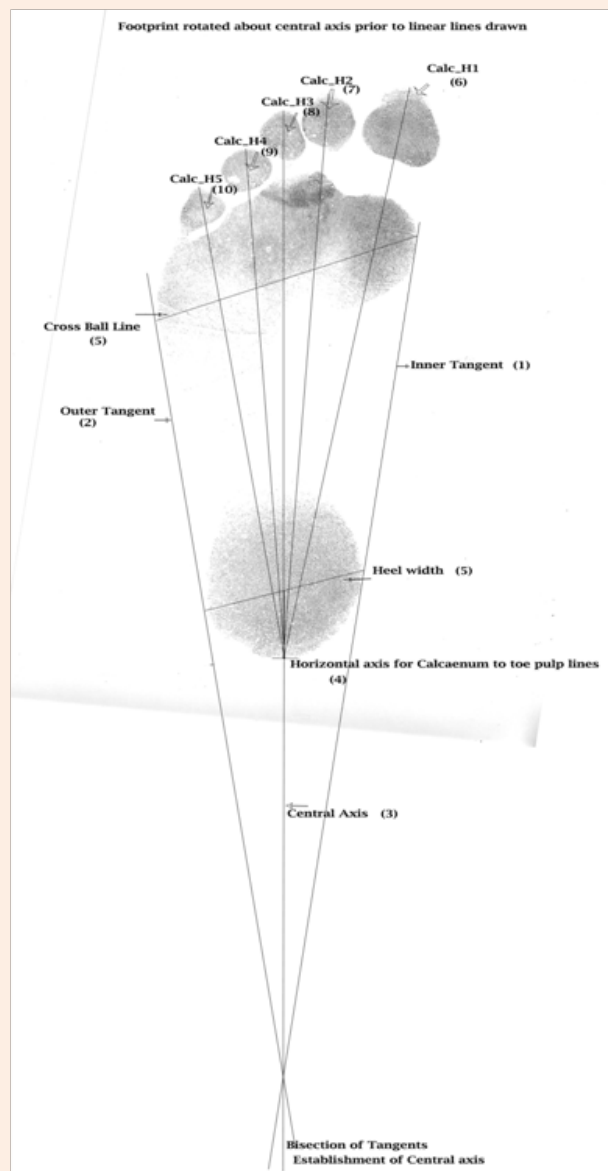 Footprint rotated about central axis prior to linear lines drawn
Calc_H1
(6)
Calc_H2
(7)
Calc_H3
(8)
Calc_H4
(9)
Calc_H5
(10)
Cross Ball Line
(5)
Inner Tangent (1)
Outer Tangent
(2)
Heel width (5)
Horizontal axis for Calcaenum to toe pulp lines
(4)
Central Axis (3)
Bisection of Tangents
Establishment of Central axis